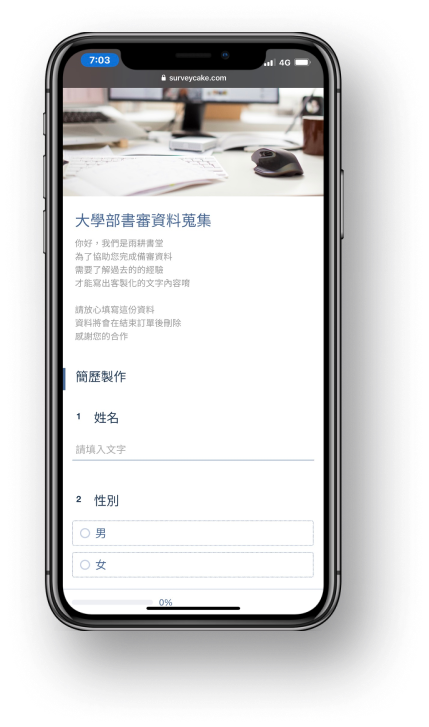 7:03
4G
surveycake.com
大學部書審資料蒐集
你好，我們是雨耕書堂
為了協助您完成備審資料
需要了解過去的的經驗
才能寫出客製化的文字內容唷
請放心填寫這份資料
資料將會在結束訂單後刪除
感謝您的合作
簡歷製作
1 姓名
請填入文字
2 性別
男
女
0%